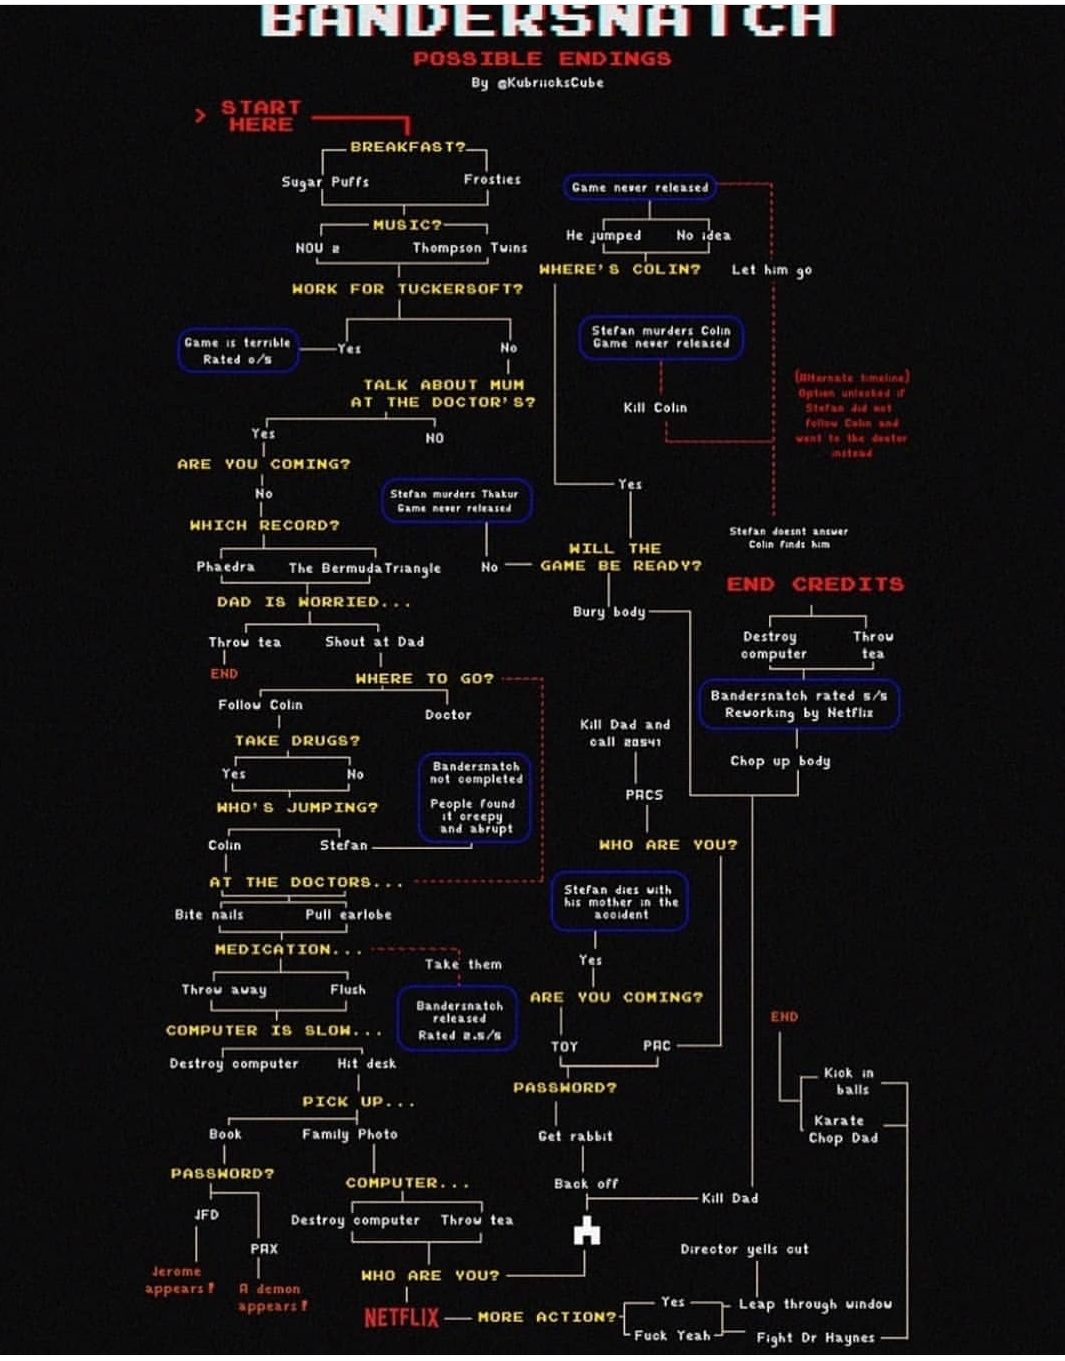 BANDERSNATCH
POSSIBLE ENDINGS
By @KubriicksCube
> START
HERE
BREAKFAST?
Sugar Puffs
Frosties
MUSIC?
NOU 2
Thompson Twins
WORK FOR TUCKERSOFT?
Game is terrible
Rated 0/5
Yes
No
TALK ABOUT MUM
AT THE DOCTOR'S?
Yes
NO
ARE YOU COMING?
No
WHICH RECORD?
Phaedra
The BermudaTriangle
DAD IS WORRIED...
Throw tea
Shout at Dad
END
WHERE TO GO?
Follow Colin
Doctor
TAKE DRUGS?
Yes
No
WHO'S JUMPING?
Bandersnatch
not completed
People found
it creepy
and abrupt
Colin
Stefan
AT THE DOCTORS...
Bite nails
Pull earlobe
MEDICATION...
Take them
Throw away
Flush
Bandersnatch
released
Rated 2.5/5
COMPUTER IS SLOW...
Destroy computer
Hit desk
PICK UP...
Book
Family Photo
PASSWORD?
JFD
PAX
Jerome
appears!
A demon
appears!
COMPUTER...
Destroy computer
Throw tea
WHO ARE YOU?
NETFLIX
MORE ACTION?
Yes
Fuck Yeah
Leap through window
Fight Dr Haynes
Director yells cut
Kick in
balls
Karate
Chop Dad
END
Game never released
He jumped
No idea
WHERE'S COLIN?
Let him go
Stefan murders Colin
Game never released
Kill Colin
(Alternate timeline)
Option unlocked if
Stefan did not
follow Colin and
went to the doctor
instead
Yes
Stefan murders Thakur
Game never released
Stefan doesnt answer
Colin finds him
WILL THE
GAME BE READY?
No
Bury body
END CREDITS
Destroy
computer
Throw
tea
Bandersnatch rated 5/5
Reworking by Netflix
Chop up body
Kill Dad and
call 20541
PACS
WHO ARE YOU?
Stefan dies with
his mother in the
accident
Yes
ARE YOU COMING?
TOY
PAC
PASSWORD?
Get rabbit
Back off
Kill Dad